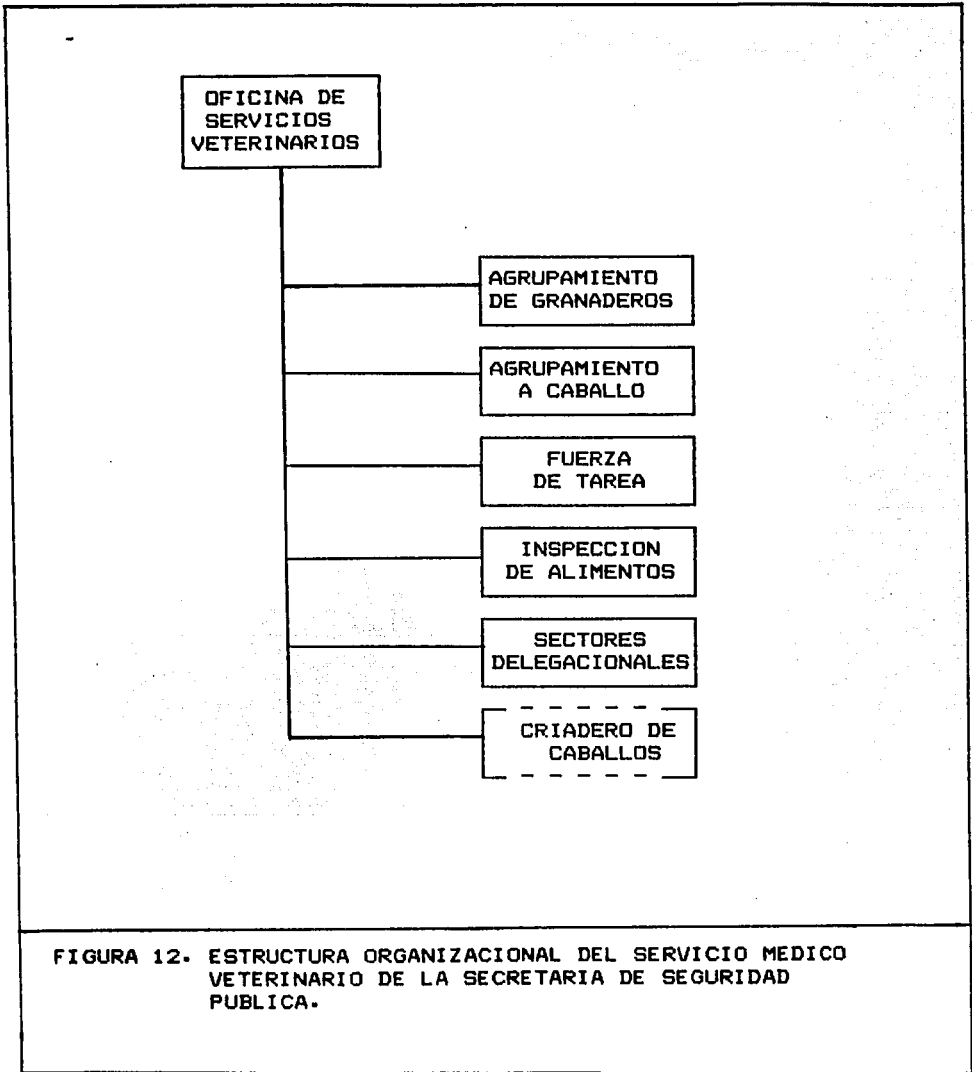 OFICINA DE
SERVICIOS
VETERINARIOS
AGRUPAMIENTO
DE GRANADEROS
AGRUPAMIENTO
A CABALLO
FUERZA
DE TAREA
INSPECCION
DE ALIMENTOS
SECTORES
DELEGACIONALES
CRIADERO DE
CABALLOS
FIGURA 12. ESTRUCTURA ORGANIZACIONAL DEL SERVICIO MEDICO
VETERINARIO DE LA SECRETARIA DE SEGURIDAD
PUBLICA.